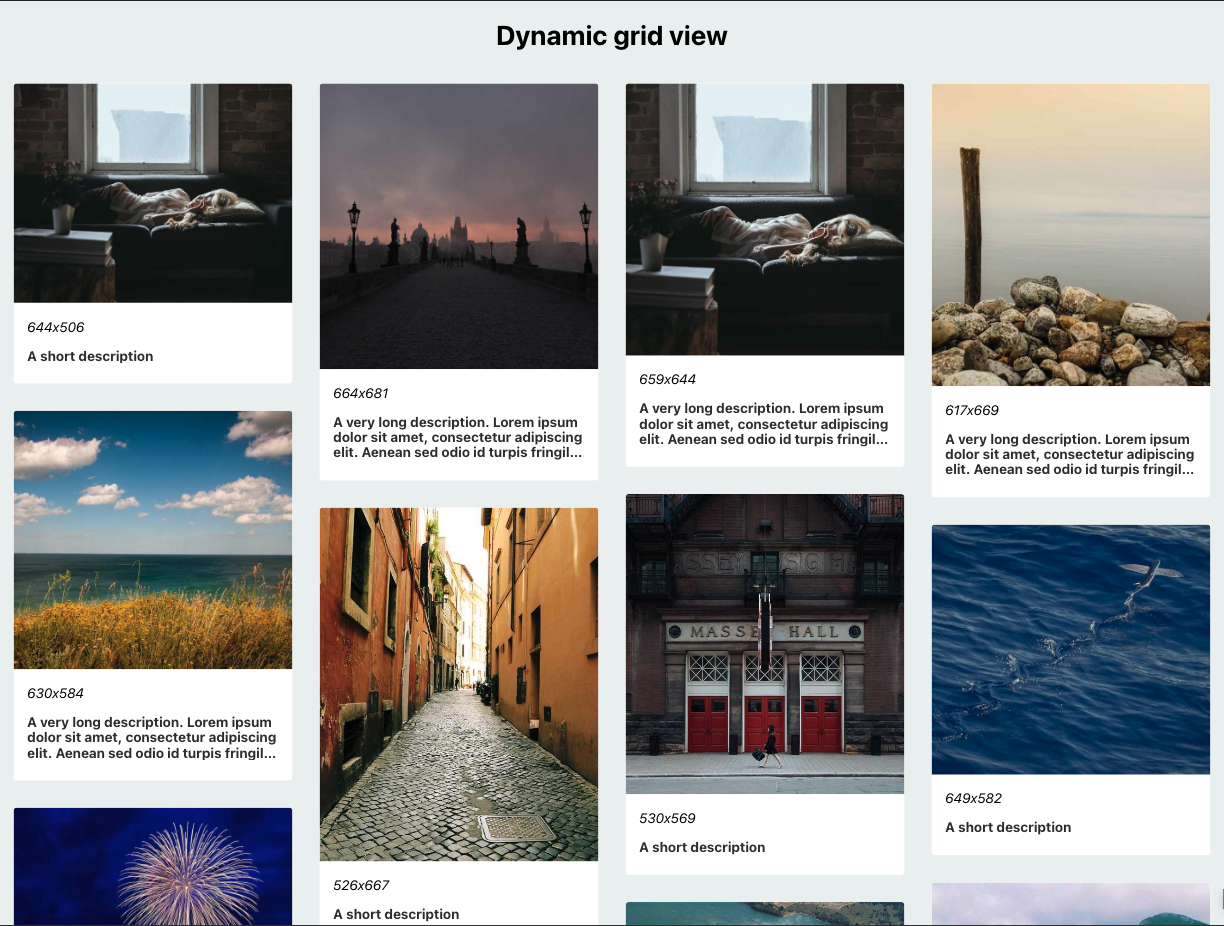 Dynamic grid view
644x506
A short description
630x584
A very long description. Lorem ipsum
dolor sit amet, consectetur adipiscing
elit. Aenean sed odio id turpis fringil...
664x681
A very long description. Lorem ipsum
dolor sit amet, consectetur adipiscing
elit. Aenean sed odio id turpis fringil...
526x667
A short description
659x644
A very long description. Lorem ipsum
dolor sit amet, consectetur adipiscing
elit. Aenean sed odio id turpis fringil...
MASSE HALL
530x569
A short description
617x669
A very long description. Lorem ipsum
dolor sit amet, consectetur adipiscing
elit. Aenean sed odio id turpis fringil...
649x582
A short description